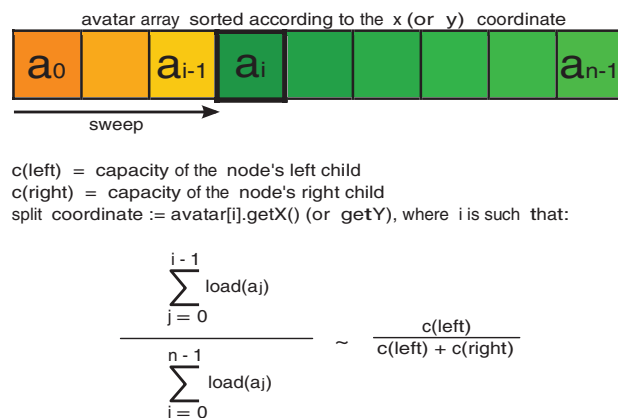 avatar array sorted according to the x (or y) coordinate
a0 ai-1 ai an-1
sweep
c(left) = capacity of the node's left child
c(right) = capacity of the node's right child
split coordinate := avatar[i].getX() (or getY), where i is such that:
i - 1
∑ load(aj)
j = 0
n - 1
∑ load(aj)
j = 0
~
c(left)
c(left) + c(right)